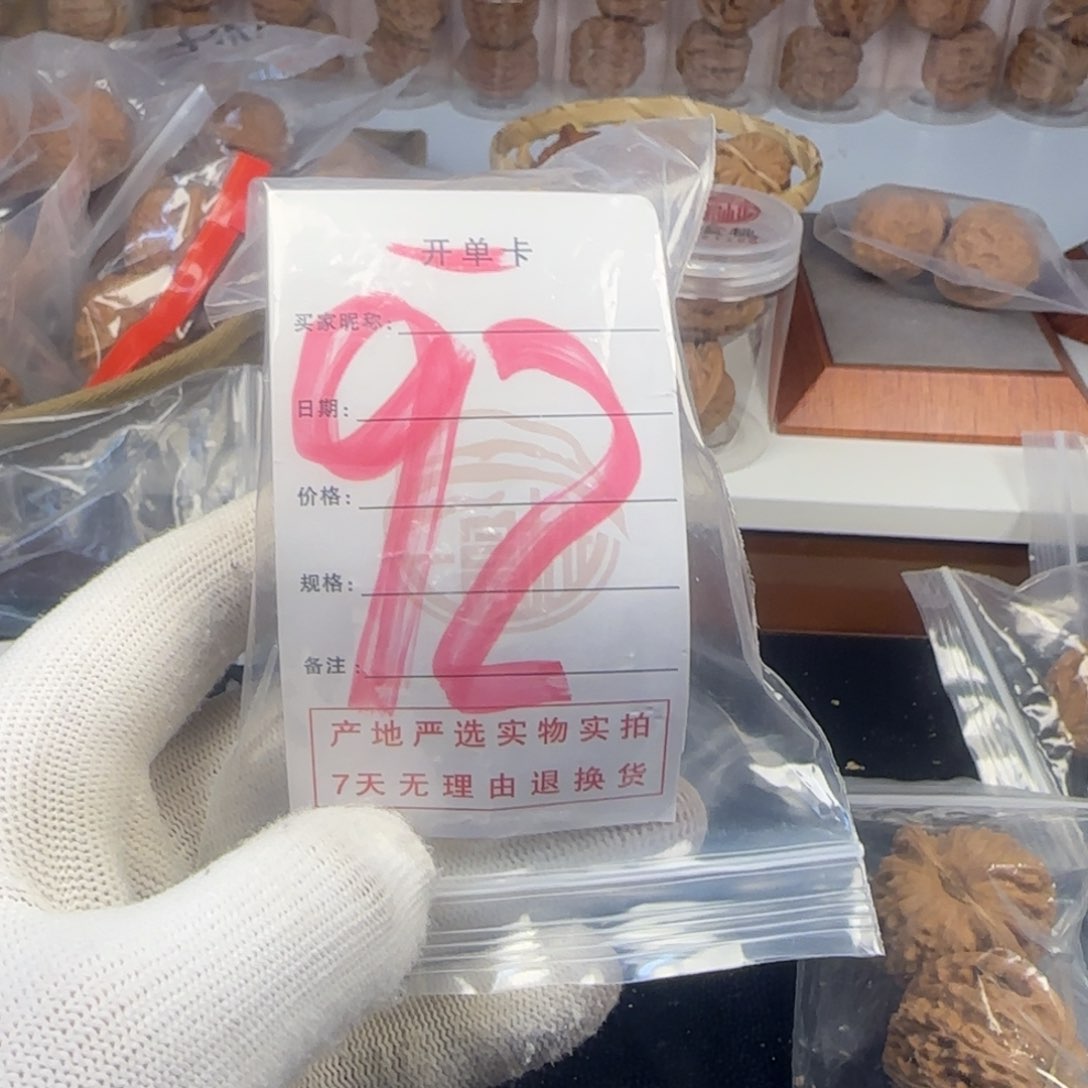 开单卡
买家昵称：
92
日期：
价格：
规格：
备注：
产地严选实物实拍
7天无理由退换货